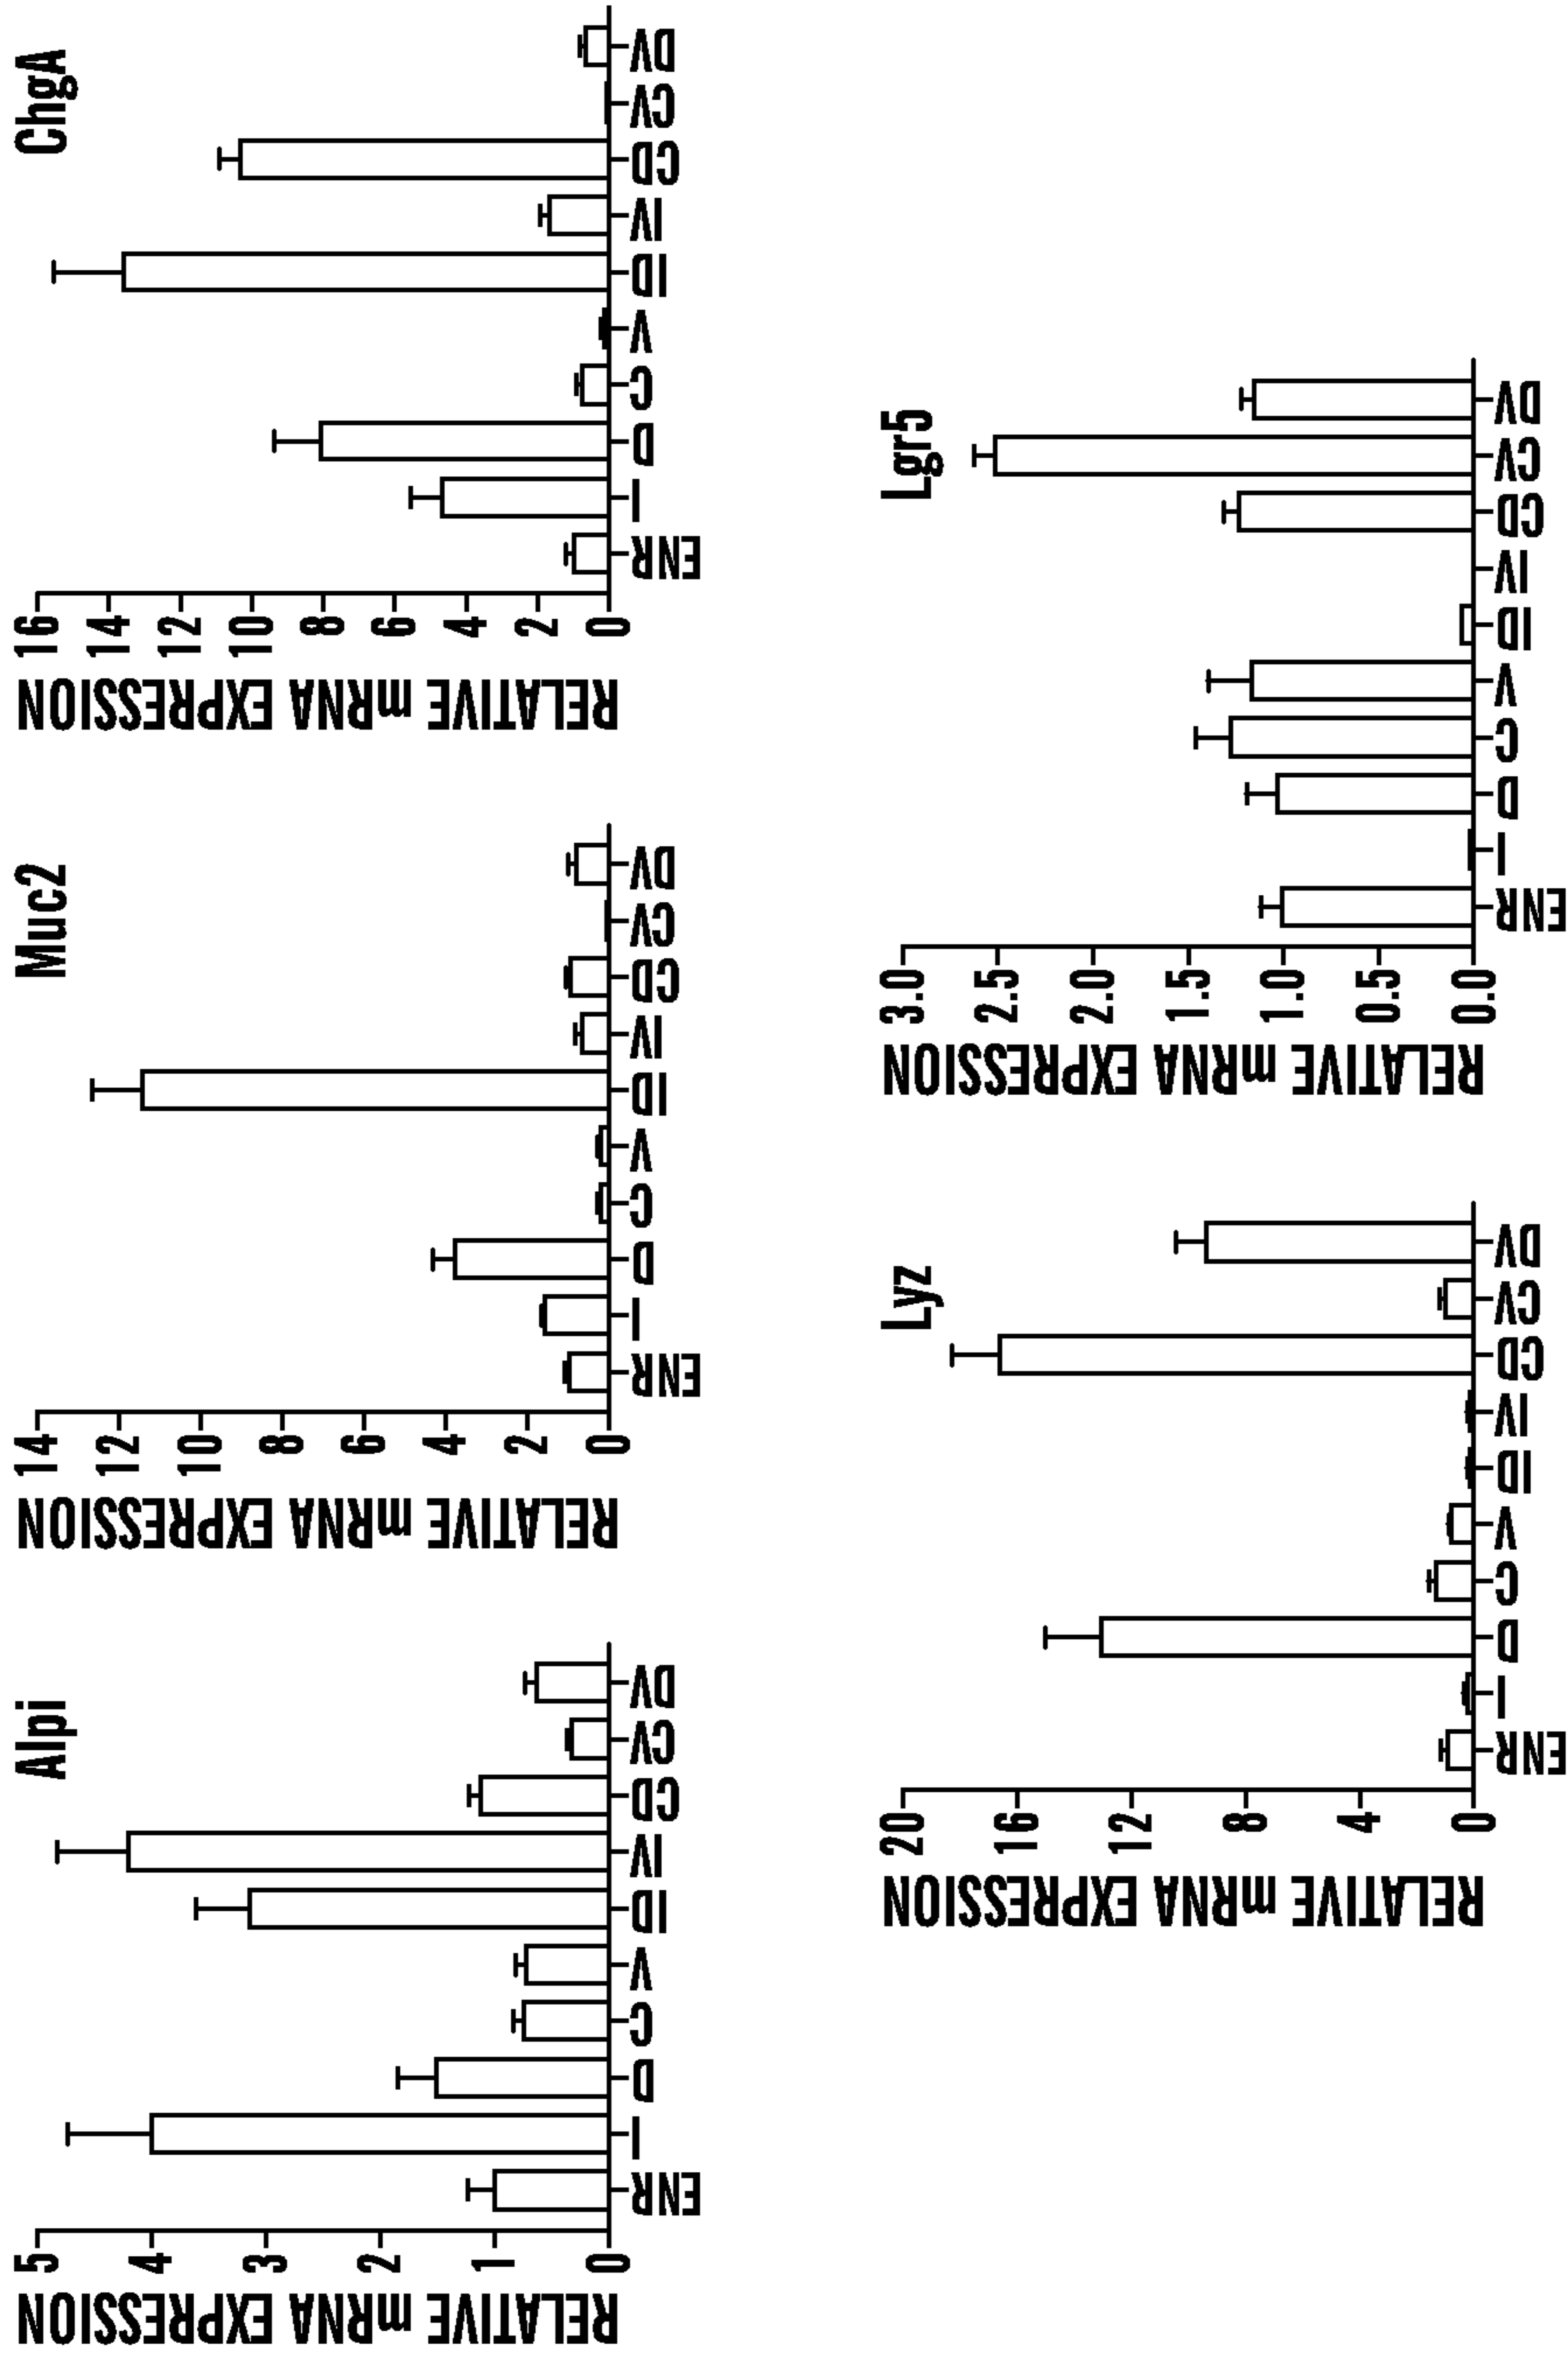 Alpi
RELATIVE mRNA EXPRESSION
5
4
3
2
1
0
ENR I D C V ID IV CD CV DV
Muc2
RELATIVE mRNA EXPRESSION
14
12
10
8
6
4
2
0
ENR I D C V ID IV CD CV DV
ChgA
RELATIVE mRNA EXPRESSION
16
14
12
10
8
6
4
2
0
ENR I D C V ID IV CD CV DV
Lyz
RELATIVE mRNA EXPRESSION
20
16
12
8
4
0
ENR I D C V ID IV CD CV DV
Lgr5
RELATIVE mRNA EXPRESSION
3.0
2.5
2.0
1.5
1.0
0.5
0.0
ENR I D C V ID IV CD CV DV